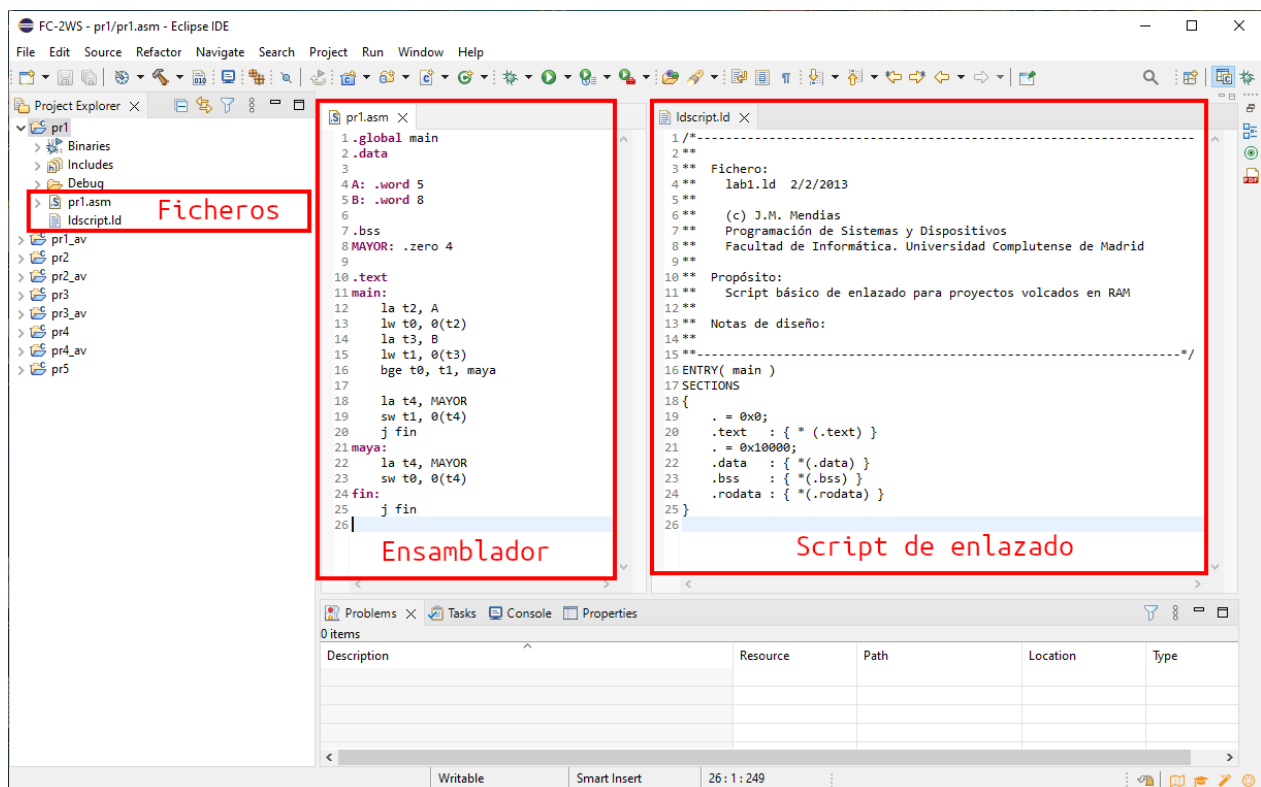 FC-2WS - pr1/pr1.asm - Eclipse IDE
File Edit Source Refactor Navigate Search Project Run Window Help
Project Explorer
pr1
Binaries
Includes
Debug
pr1.asm
ldscript.ld
Ficheros
pr1_av
pr2
pr2_av
pr3
pr3_av
pr4
pr4_av
pr5
pr1.asm
1 .global main
2 .data
3
4 A: .word 5
5 B: .word 8
6
7 .bss
8 MAYOR: .zero 4
9
10 .text
11 main:
12 la t2, A
13 lw t0, 0(t2)
14 la t3, B
15 lw t1, 0(t3)
16 bge t0, t1, maya
17
18 la t4, MAYOR
19 sw t1, 0(t4)
20 j fin
21 maya:
22 la t4, MAYOR
23 sw t0, 0(t4)
24 fin:
25 j fin
26
Ensamblador
ldscript.ld
1 /*-------------------------------------------------------------------
2 **
3 ** Fichero:
4 ** lab1.ld 2/2/2013
5 **
6 ** (c) J.M. Mendias
7 ** Programación de Sistemas y Dispositivos
8 ** Facultad de Informática. Universidad Complutense de Madrid
9 **
10 ** Propósito:
11 ** Script básico de enlazado para proyectos volcados en RAM
12 **
13 ** Notas de diseño:
14 **
15 **-----------------------------------------------------------------*/
16 ENTRY( main )
17 SECTIONS
18 {
19 . = 0x0;
20 .text : { * (.text) }
21 . = 0x10000;
22 .data : { *(.data) }
23 .bss : { *(.bss) }
24 .rodata : { *(.rodata) }
25 }
26
Script de enlazado
Problems Tasks Console Properties
0 items
Description Resource Path Location Type
Writable Smart Insert 26 : 1 : 249